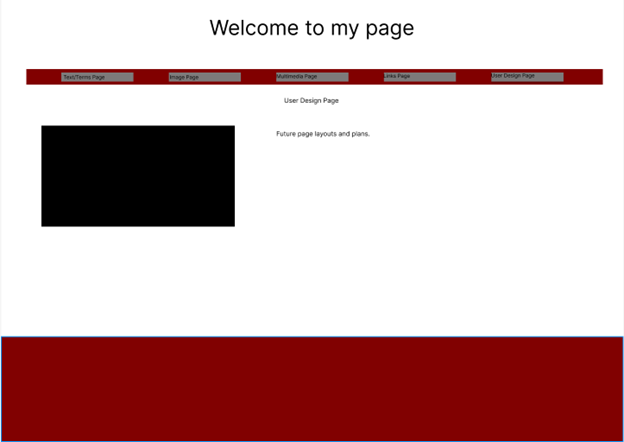 Welcome to my page
Text/Terms Page
Image Page
Multimedia Page
Links Page
User Design Page
User Design Page
Future page layouts and plans.